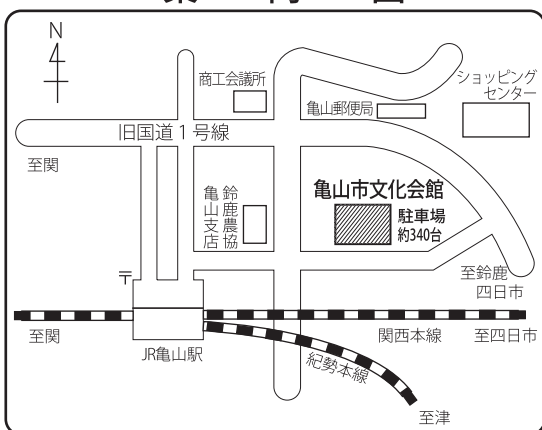 案内図
N
商工会議所
ショッピング
センター
亀山郵便局
旧国道1号線
至関
亀山市文化会館
鈴鹿農協
亀山支店
駐車場
約340台
至鈴鹿
四日市
〒
至関
関西本線
至四日市
JR亀山駅
紀勢本線
至津